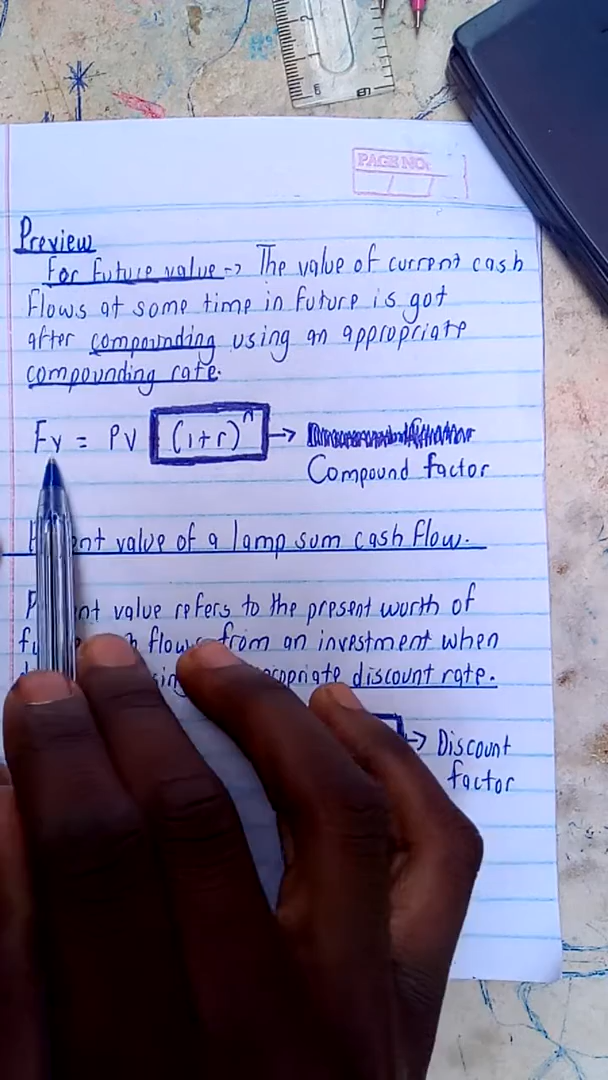 PAGE NO:
Preview
For Future value => The value of current cash
flows at some time in future is got
after compounding using an appropriate
compounding rate.
Fv = PV (1+r)^n →
Compound factor
value of a lamp sum cash flow.
value refers to the present worth of
flows from an investment when
discount rate.
→ Discount
factor